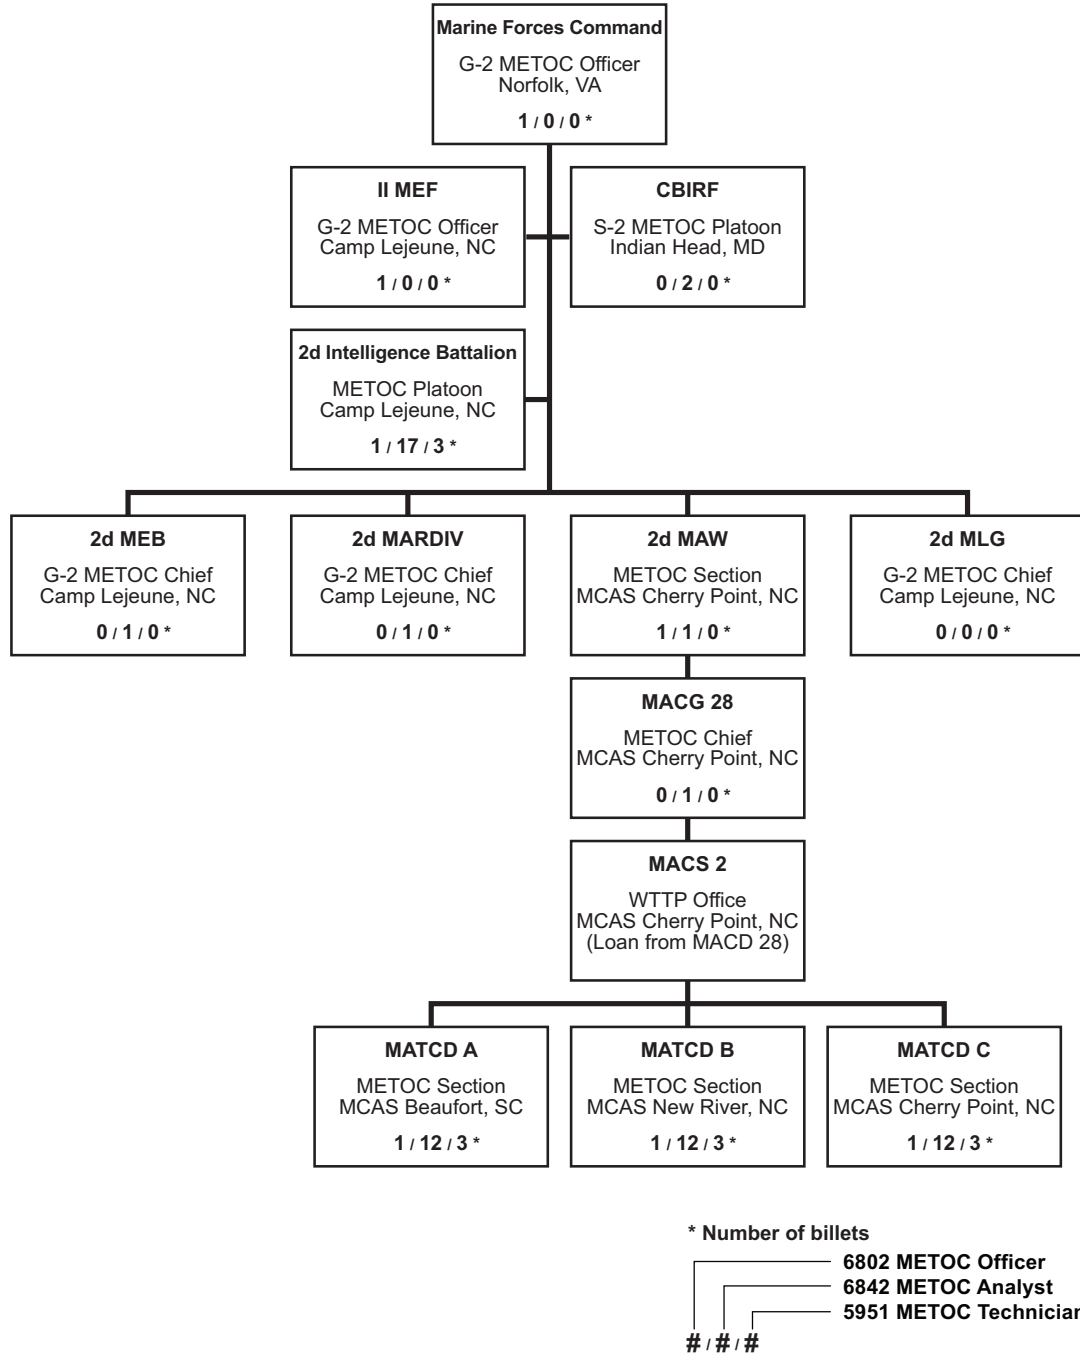 Marine Forces Command
G-2 METOC Officer
Norfolk, VA
1 / 0 / 0 *
II MEF
G-2 METOC Officer
Camp Lejeune, NC
1 / 0 / 0 *
CBIRF
S-2 METOC Platoon
Indian Head, MD
0 / 2 / 0 *
2d Intelligence Battalion
METOC Platoon
Camp Lejeune, NC
1 / 17 / 3 *
2d MEB
G-2 METOC Chief
Camp Lejeune, NC
0 / 1 / 0 *
2d MARDIV
G-2 METOC Chief
Camp Lejeune, NC
0 / 1 / 0 *
2d MAW
METOC Section
MCAS Cherry Point, NC
1 / 1 / 0 *
2d MLG
G-2 METOC Chief
Camp Lejeune, NC
0 / 0 / 0 *
MACG 28
METOC Chief
MCAS Cherry Point, NC
0 / 1 / 0 *
MACS 2
WTTP Office
MCAS Cherry Point, NC
(Loan from MACD 28)
MATCD A
METOC Section
MCAS Beaufort, SC
1 / 12 / 3 *
MATCD B
METOC Section
MCAS New River, NC
1 / 12 / 3 *
MATCD C
METOC Section
MCAS Cherry Point, NC
1 / 12 / 3 *
* Number of billets
6802 METOC Officer
6842 METOC Analyst
5951 METOC Technician
# / # / #